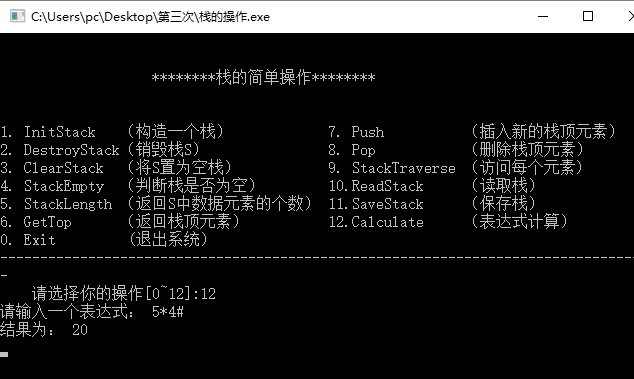 C:\Users\pc\Desktop\第三次\栈的操作.exe
********栈的简单操作********
1. InitStack (构造一个栈) 7. Push (插入新的栈顶元素)
2. DestroyStack(销毁栈S) 8. Pop (删除栈顶元素)
3. ClearStack (将S置为空栈) 9. StackTraverse (访问每个元素)
4. StackEmpty (判断栈是否为空) 10.ReadStack (读取栈)
5. StackLength (返回S中数据元素的个数) 11.SaveStack (保存栈)
6. GetTop (返回栈顶元素) 12.Calculate (表达式计算)
0. Exit (退出系统)
--------------------------------------------------------------------------------
-
请选择你的操作[0~12]:12
请输入一个表达式: 5*4#
结果为: 20